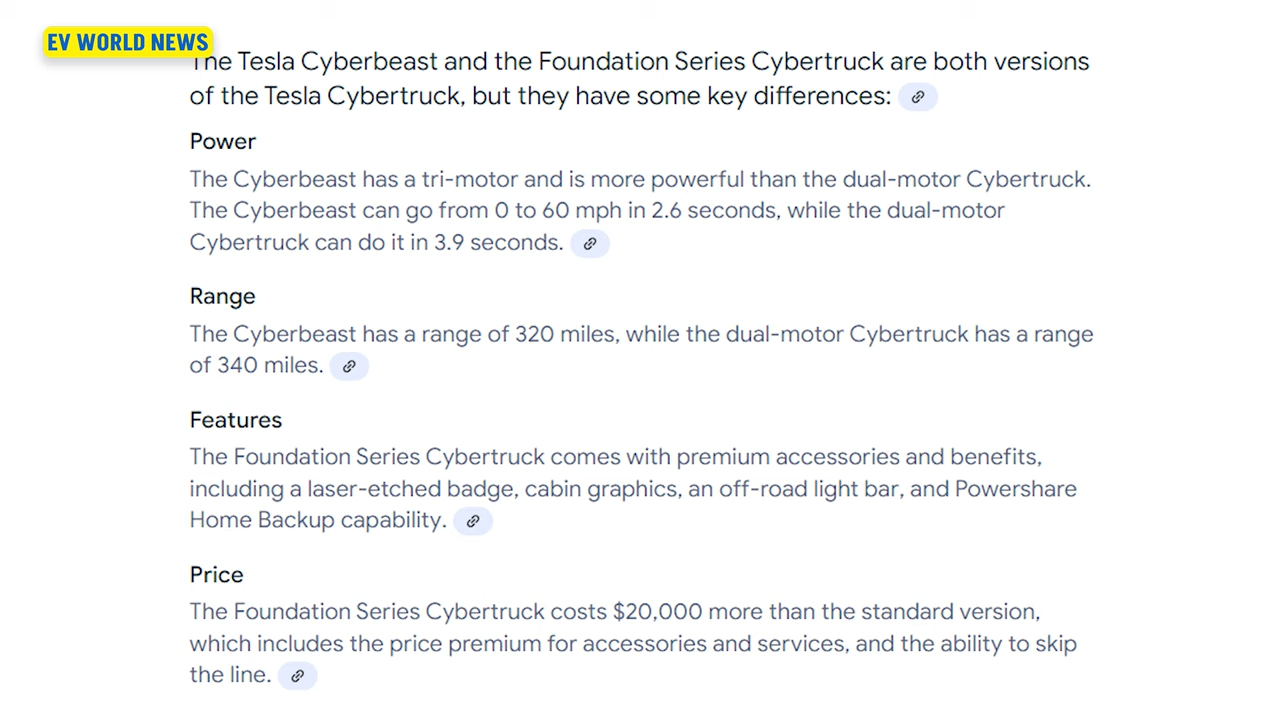 EV WORLD NEWS
The Tesla Cyberbeast and the Foundation Series Cybertruck are both versions
of the Tesla Cybertruck, but they have some key differences:
Power
The Cyberbeast has a tri-motor and is more powerful than the dual-motor Cybertruck.
The Cyberbeast can go from 0 to 60 mph in 2.6 seconds, while the dual-motor
Cybertruck can do it in 3.9 seconds.
Range
The Cyberbeast has a range of 320 miles, while the dual-motor Cybertruck has a range
of 340 miles.
Features
The Foundation Series Cybertruck comes with premium accessories and benefits,
including a laser-etched badge, cabin graphics, an off-road light bar, and Powershare
Home Backup capability.
Price
The Foundation Series Cybertruck costs $20,000 more than the standard version,
which includes the price premium for accessories and services, and the ability to skip
the line.